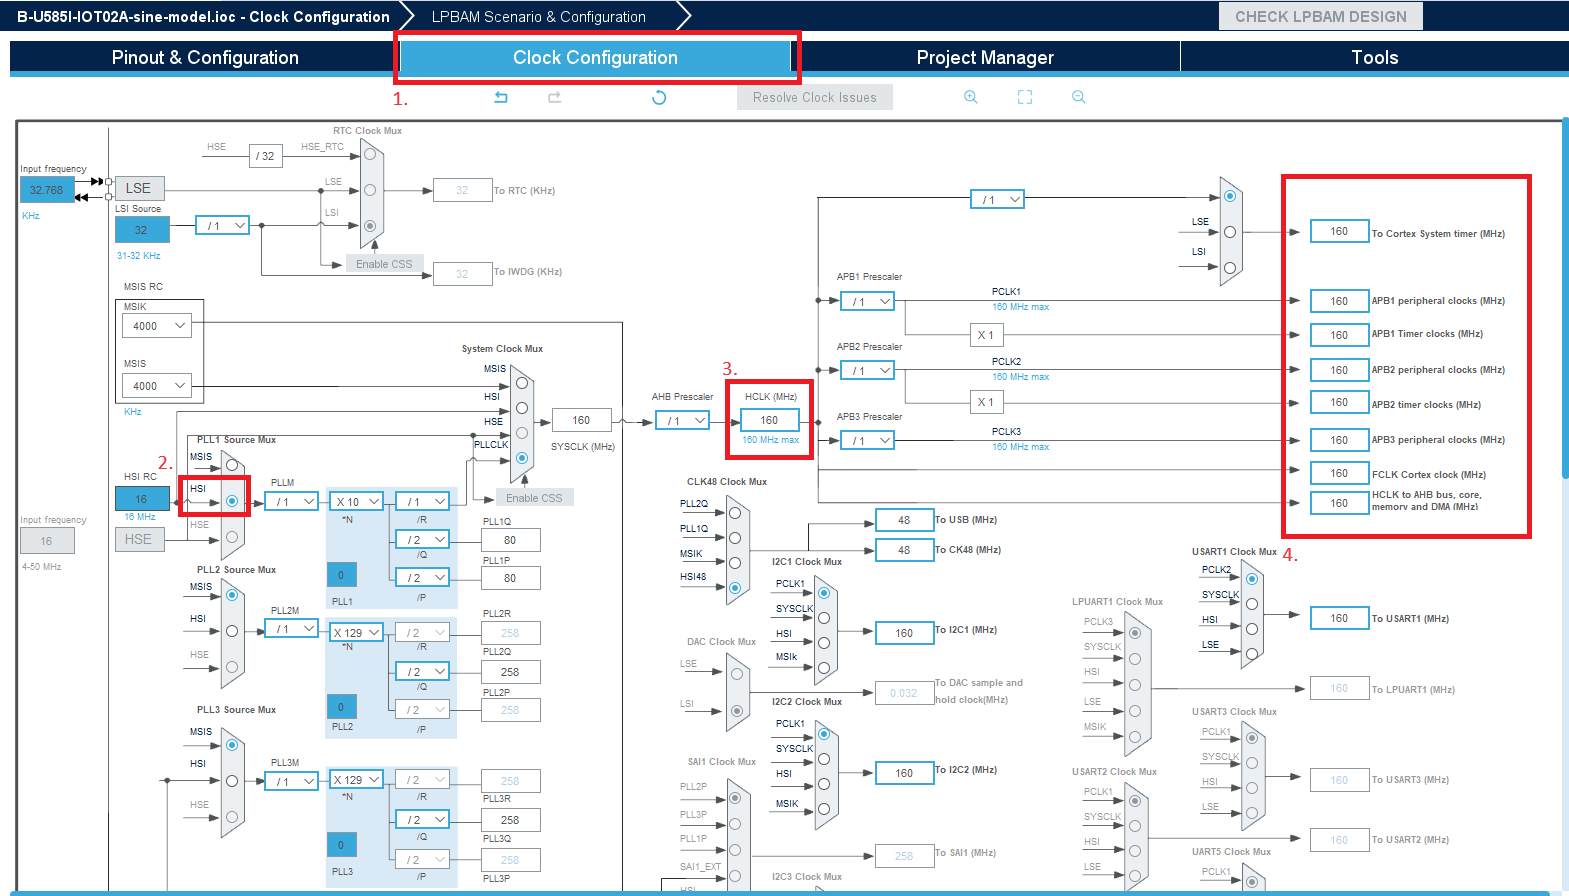 B-U585I-IOT02A-sine-model.ioc - Clock Configuration
LPBAM Scenario & Configuration
CHECK LPBAM DESIGN
Pinout & Configuration
Clock Configuration
Project Manager
Tools
1.
Resolve Clock Issues
RTC Clock Mux
HSE
/ 32
HSE_RTC
Input frequency
32.768
KHz
LSE
LSE
32
To RTC (KHz)
LSI Source
32
31-32 KHz
/ 1
LSI
Enable CSS
32
To IWDG (KHz)
MSIS RC
MSIK
4000
MSIS
4000
KHz
System Clock Mux
MSIS
HSI
HSE
PLLCLK
160
SYSCLK (MHz)
Enable CSS
AHB Prescaler
/ 1
3.
HCLK (MHz)
160
160 MHz max
/ 1
LSE
LSI
160
To Cortex System timer (MHz)
APB1 Prescaler
/ 1
PCLK1
160 MHz max
160
APB1 peripheral clocks (MHz)
X 1
160
APB1 Timer clocks (MHz)
APB2 Prescaler
/ 1
PCLK2
160 MHz max
160
APB2 peripheral clocks (MHz)
X 1
160
APB2 timer clocks (MHz)
APB3 Prescaler
/ 1
PCLK3
160 MHz max
160
APB3 peripheral clocks (MHz)
160
FCLK Cortex clock (MHz)
160
HCLK to AHB bus, core,
memory and DMA (MHz)
4.
PLL1 Source Mux
2.
MSIS
HSI RC
16
16 MHz
HSI
HSE
HSE
Input frequency
16
4-50 MHz
PLLM
/ 1
X 10
*N
/ 1
/R
/ 2
/Q
/ 2
/P
0
PLL1
PLL1Q
80
PLL1P
80
PLL2 Source Mux
MSIS
HSI
HSE
PLL2M
/ 1
X 129
*N
/ 2
/R
/ 2
/Q
/ 2
/P
0
PLL2
PLL2R
258
PLL2Q
258
PLL2P
258
PLL3 Source Mux
MSIS
HSI
HSE
PLL3M
/ 1
X 129
*N
/ 2
/R
/ 2
/Q
/ 2
/P
0
PLL3
258
PLL3R
258
PLL3Q
258
PLL3P
CLK48 Clock Mux
PLL2Q
PLL1Q
MSIK
HSI48
48
To USB (MHz)
48
To CK48 (MHz)
I2C1 Clock Mux
PCLK1
SYSCLK
HSI
MSIk
160
To I2C1 (MHz)
DAC Clock Mux
LSE
LSI
0.032
To DAC sample and
hold clock(MHz)
I2C2 Clock Mux
PCLK1
SYSCLK
HSI
MSIK
160
To I2C2 (MHz)
SAI1 Clock Mux
PLL2P
PLL3P
PLL1P
SAI1_EXT
HSI
258
To SAI1 (MHz)
I2C3 Clock Mux
USART1 Clock Mux
PCLK2
SYSCLK
HSI
LSE
160
To USART1 (MHz)
LPUART1 Clock Mux
PCLK3
SYSCLK
HSI
LSE
MSIK
160
To LPUART1 (MHz)
USART3 Clock Mux
PCLK1
SYSCLK
HSI
LSE
160
To USART3 (MHz)
USART2 Clock Mux
PCLK1
SYSCLK
HSI
LSE
160
To USART2 (MHz)
UART5 Clock Mux
PCLK1